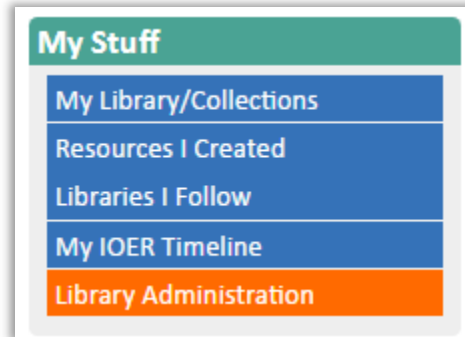 My Stuff
My Library/Collections
Resources I Created
Libraries I Follow
My IOER Timeline
Library Administration